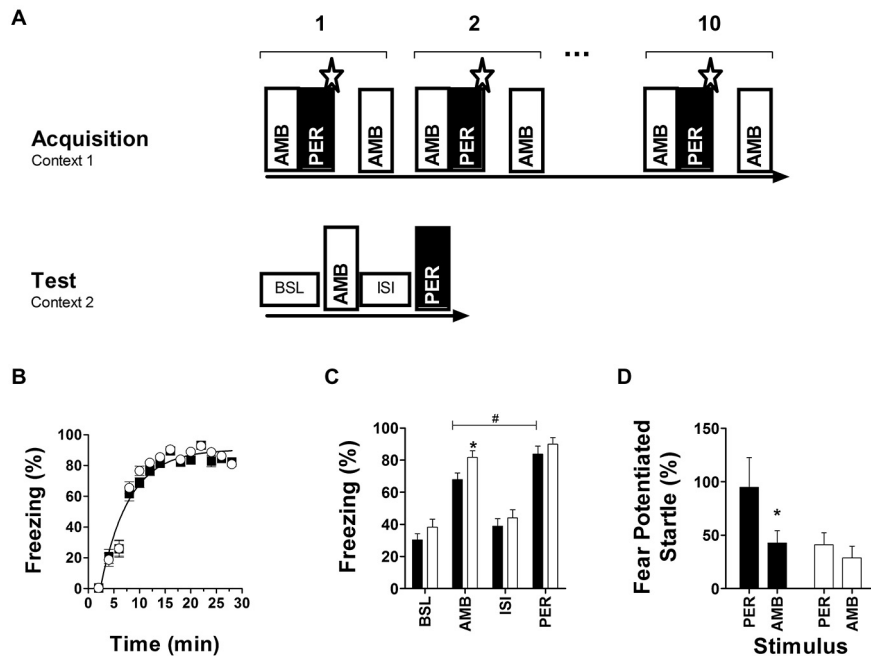 A
1 2 ... 10
AMB PER AMB AMB PER AMB AMB PER AMB
Acquisition
Context 1
Test
Context 2
BSL AMB ISI PER
B
Freezing (%)
100
80
60
40
20
0
0 5 10 15 20 25 30
Time (min)
C
Freezing (%)
100
80
60
40
20
0
#
*
BSL AMB ISI PER
D
Fear Potentiated
Startle (%)
150
100
50
0
*
PER AMB PER AMB
Stimulus